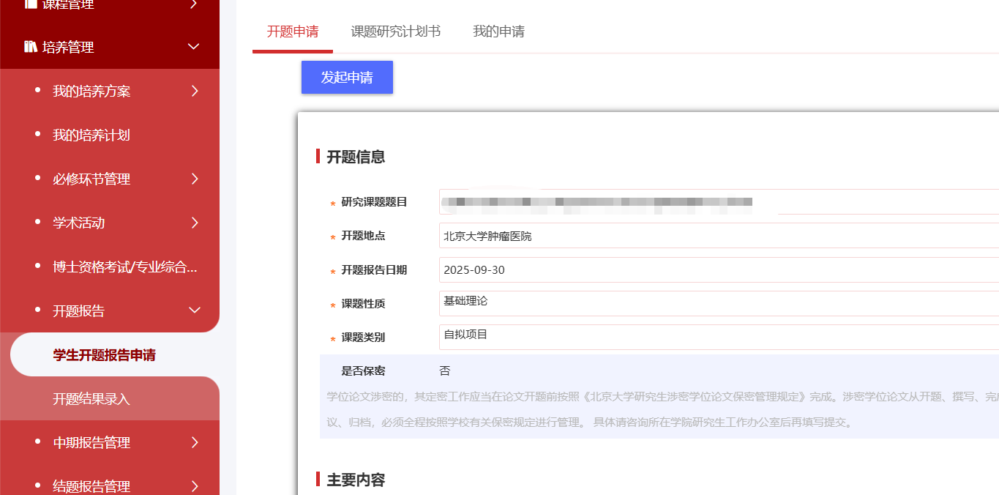 课程管理
培养管理
我的培养方案
我的培养计划
必修环节管理
学术活动
博士资格考试/专业综合...
开题报告
学生开题报告申请
开题结果录入
中期报告管理
结题报告管理
开题申请 课题研究计划书 我的申请
发起申请
开题信息
* 研究课题题目
* 开题地点 北京大学肿瘤医院
* 开题报告日期 2025-09-30
* 课题性质 基础理论
* 课题类别 自拟项目
是否保密 否
学位论文涉密的，其定密工作应当在论文开题前按照《北京大学研究生涉密学位论文保密管理规定》完成。涉密学位论文从开题、撰写、完
议、归档，必须全程按照学校有关保密规定进行管理。 具体请咨询所在学院研究生工作办公室后再填写提交。
主要内容